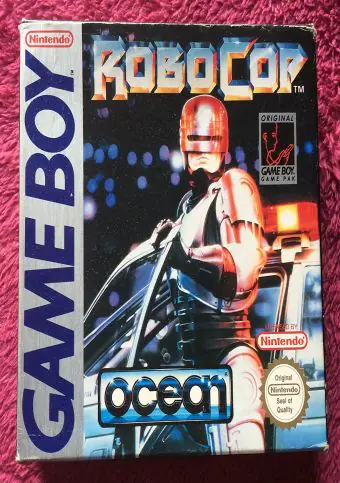 Nintendo
GAME BOY
TM
ROBOCOP
TM
ORIGINAL
GAME BOY
GAME PAK
LICENSED BY
Nintendo
ocean
Original
Nintendo
Seal of
Quality